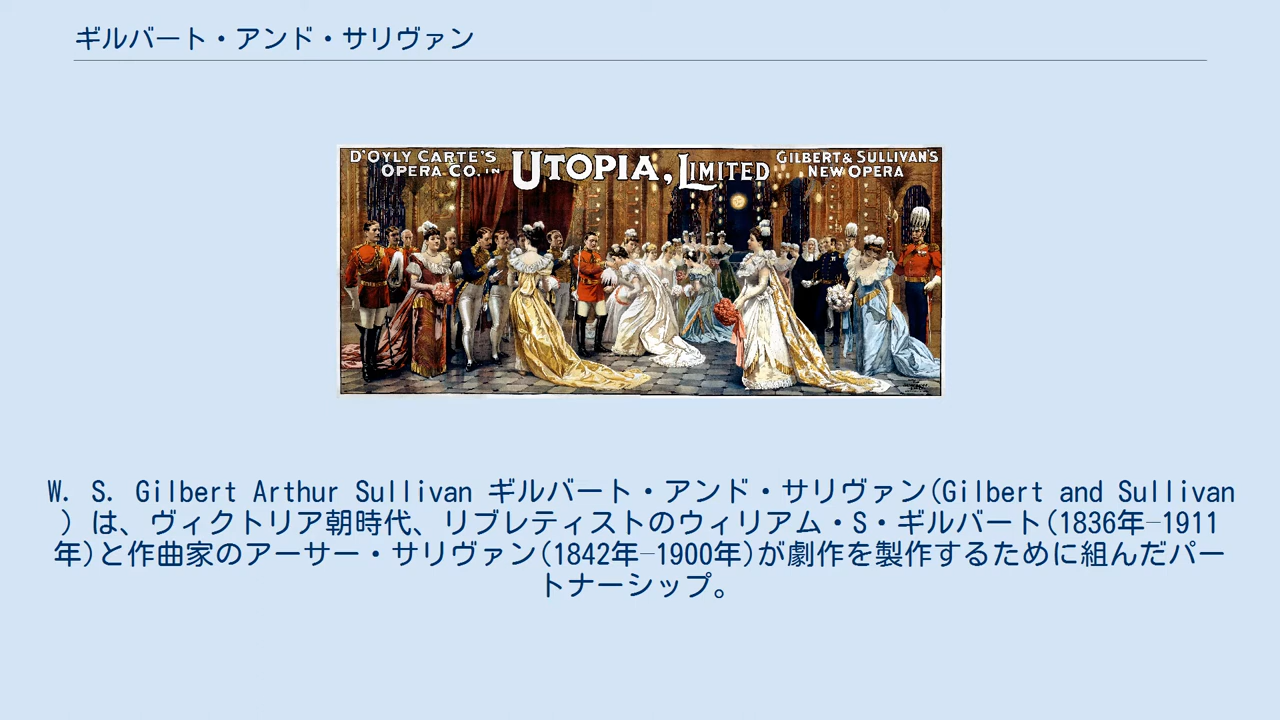 ギルバート・アンド・サリヴァン
D'OYLY CARTE'S
OPERA CO. IN
UTOPIA, LIMITED
GILBERT & SULLIVAN'S
NEW OPERA
W. S. Gilbert Arthur Sullivan ギルバート・アンド・サリヴァン(Gilbert and Sullivan
)は、ヴィクトリア朝時代、リブレティストのウィリアム・S・ギルバート(1836年–1911
年)と作曲家のアーサー・サリヴァン(1842年–1900年)が劇作を製作するために組んだパー
トナーシップ。